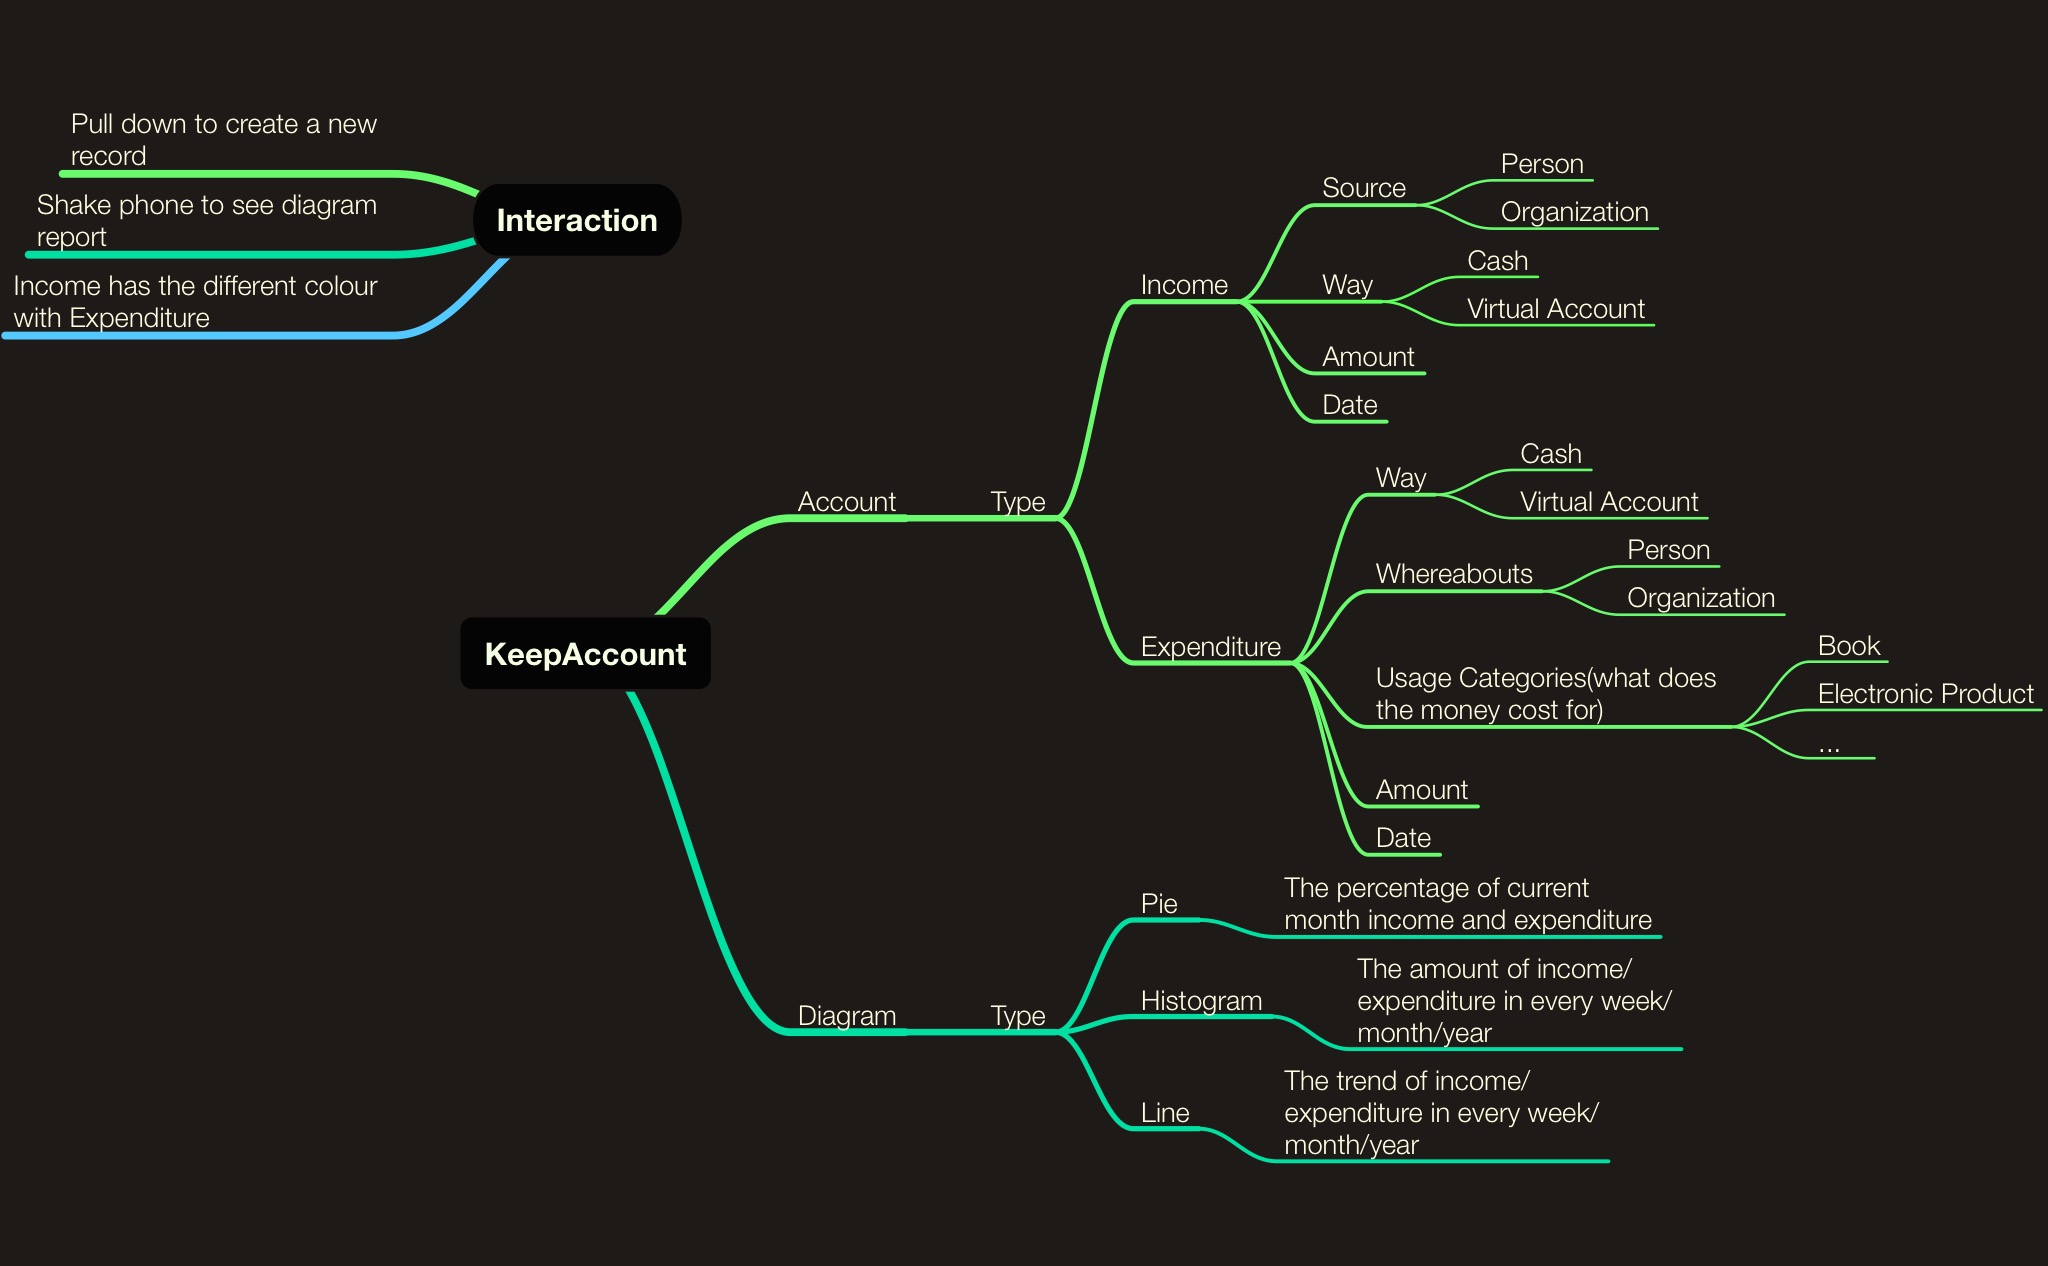 Pull down to create a new
record
Shake phone to see diagram
report
Income has the different colour
with Expenditure
Interaction
KeepAccount
Account
Type
Income
Source
Person
Organization
Way
Cash
Virtual Account
Amount
Date
Expenditure
Way
Cash
Virtual Account
Whereabouts
Person
Organization
Usage Categories(what does
the money cost for)
Book
Electronic Product
...
Amount
Date
Diagram
Type
Pie
The percentage of current
month income and expenditure
Histogram
The amount of income/
expenditure in every week/
month/year
Line
The trend of income/
expenditure in every week/
month/year